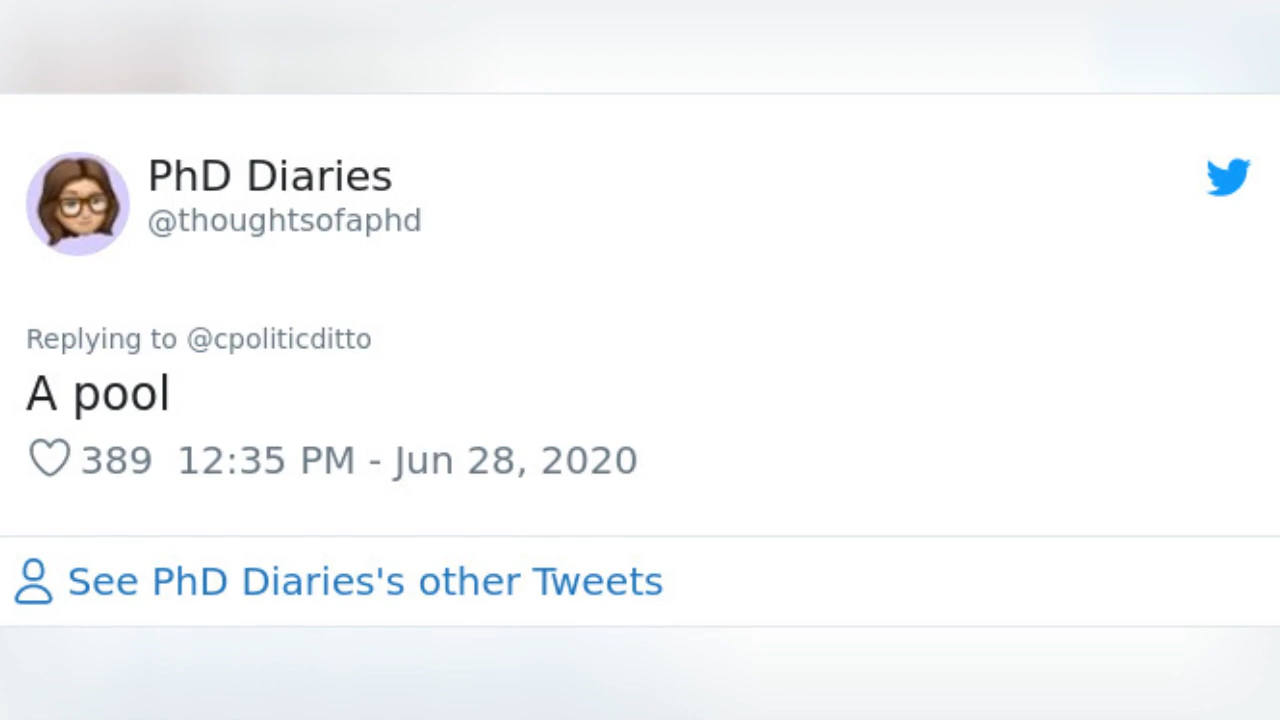 PhD Diaries
@thoughtsofaphd
Replying to @cpoliticditto
A pool
389 12:35 PM - Jun 28, 2020
See PhD Diaries's other Tweets